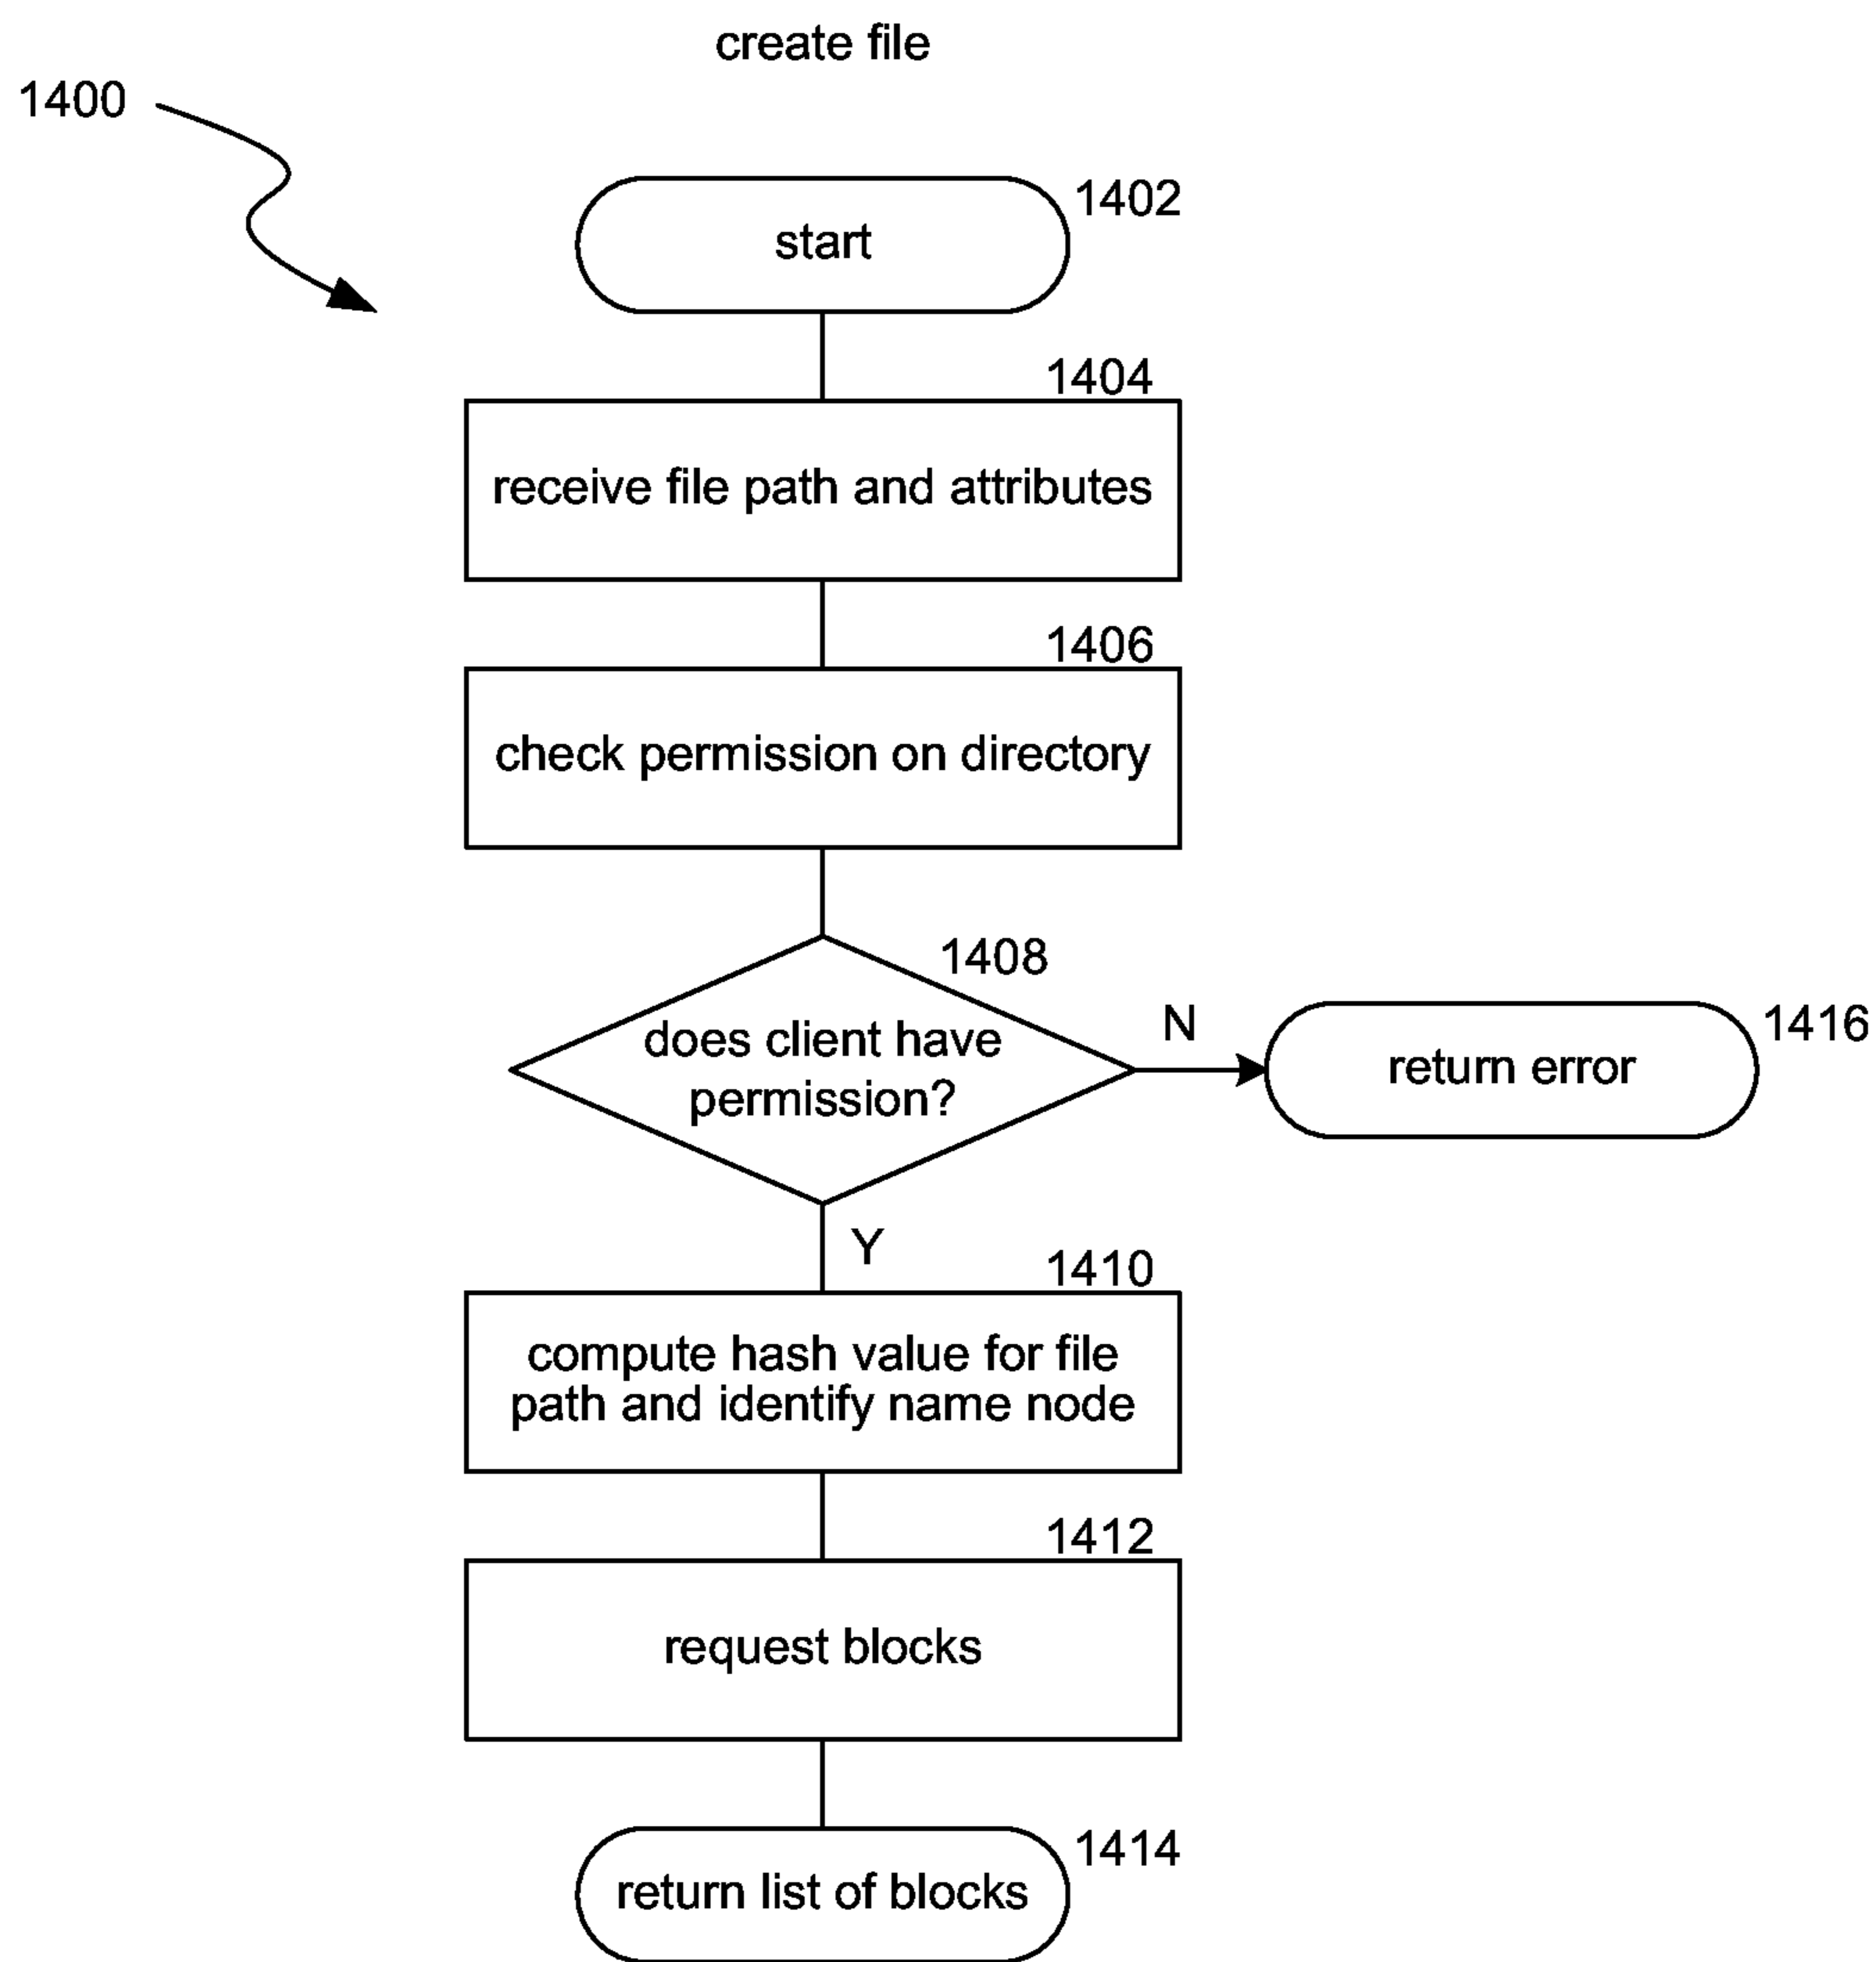 create file
1400
1402
start
1404
receive file path and attributes
1406
check permission on directory
1408
does client have
permission?
N
1416
return error
Y
1410
compute hash value for file
path and identify name node
1412
request blocks
1414
return list of blocks